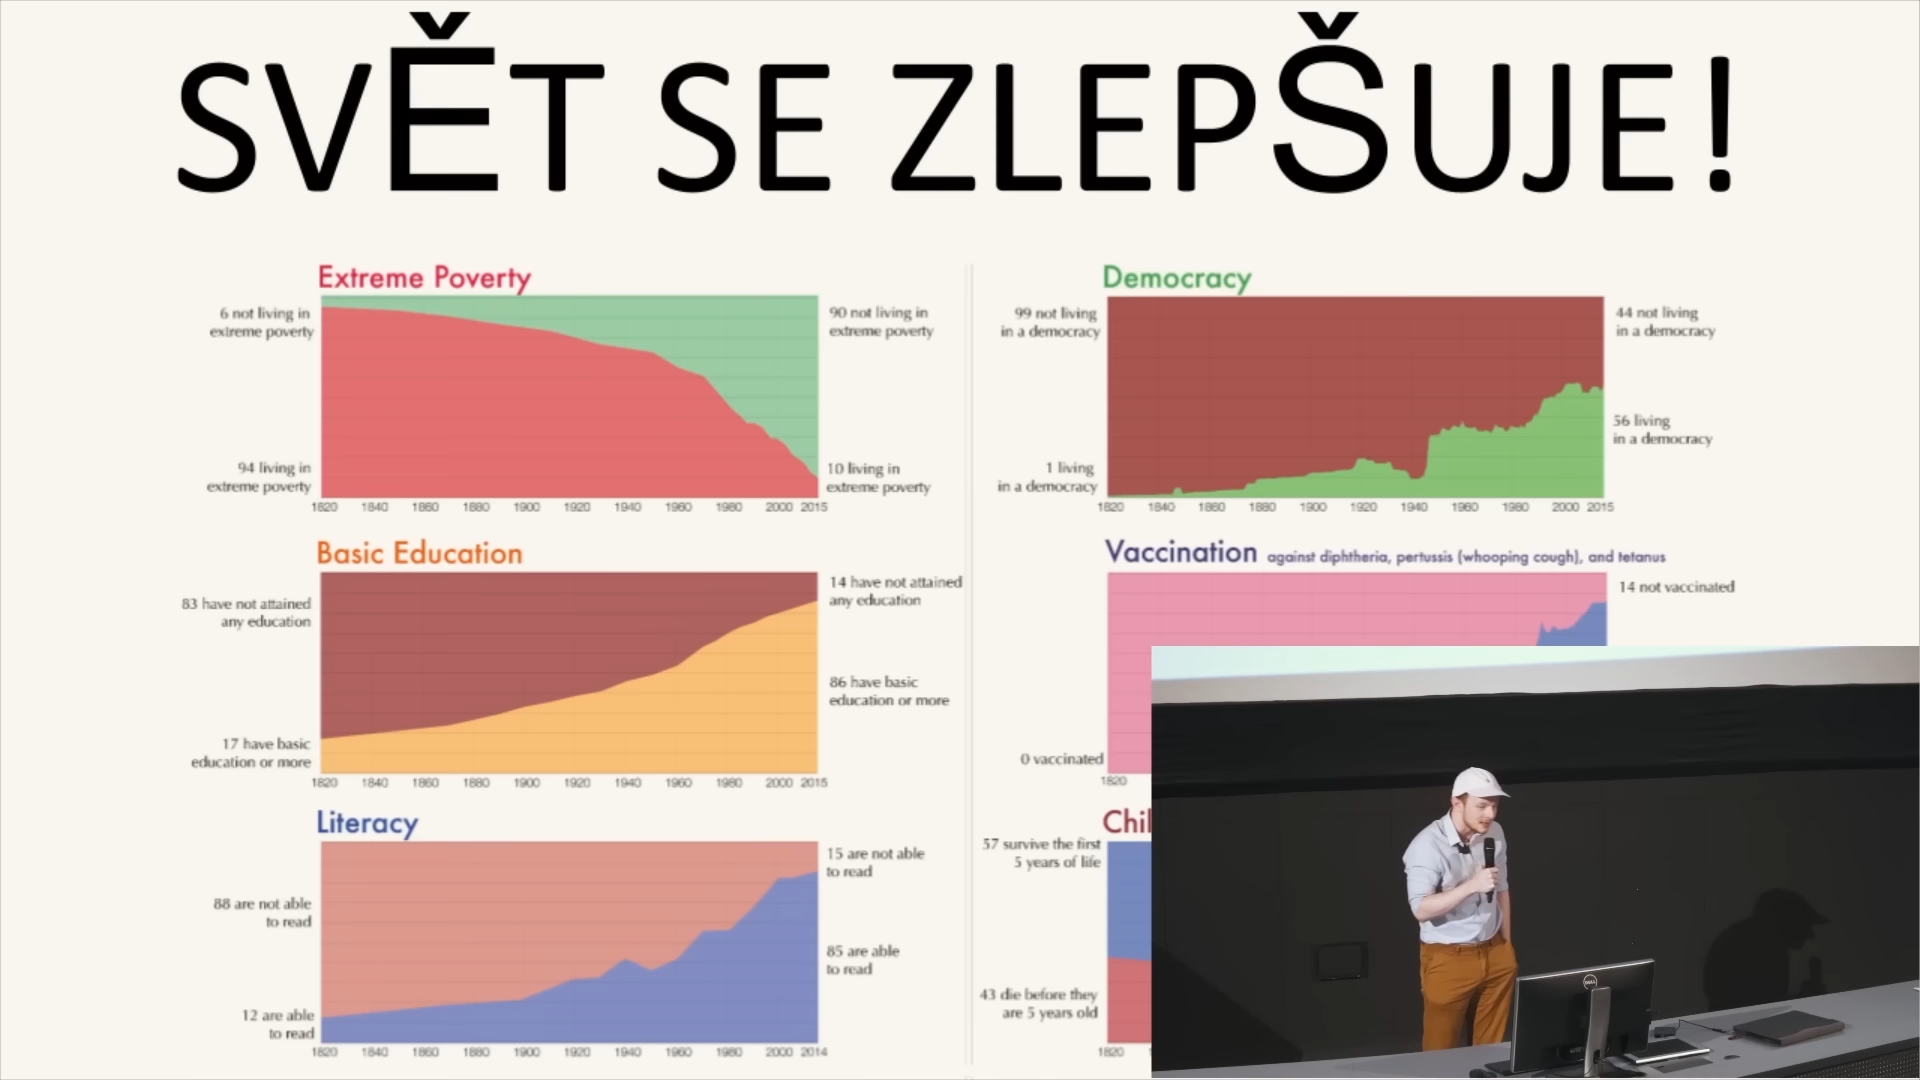 SVĚT SE ZLEPŠUJE!
Extreme Poverty
6 not living in
extreme poverty
94 living in
extreme poverty
90 not living in
extreme poverty
10 living in
extreme poverty
1820 1840 1860 1880 1900 1920 1940 1960 1980 2000 2015
Basic Education
83 have not attained
any education
17 have basic
education or more
14 have not attained
any education
86 have basic
education or more
1820 1840 1860 1880 1900 1920 1940 1960 1980 2000 2015
Literacy
88 are not able
to read
12 are able
to read
15 are not able
to read
85 are able
to read
1820 1840 1860 1880 1900 1920 1940 1960 1980 2000 2014
Democracy
99 not living
in a democracy
1 living
in a democracy
44 not living
in a democracy
56 living
in a democracy
1820 1840 1860 1880 1900 1920 1940 1960 1980 2000 2015
Vaccination against diphtheria, pertussis (whooping cough), and tetanus
14 not vaccinated
0 vaccinated
1820
Chil
57 survive the first
5 years of life
43 die before they
are 5 years old
1820
DELL